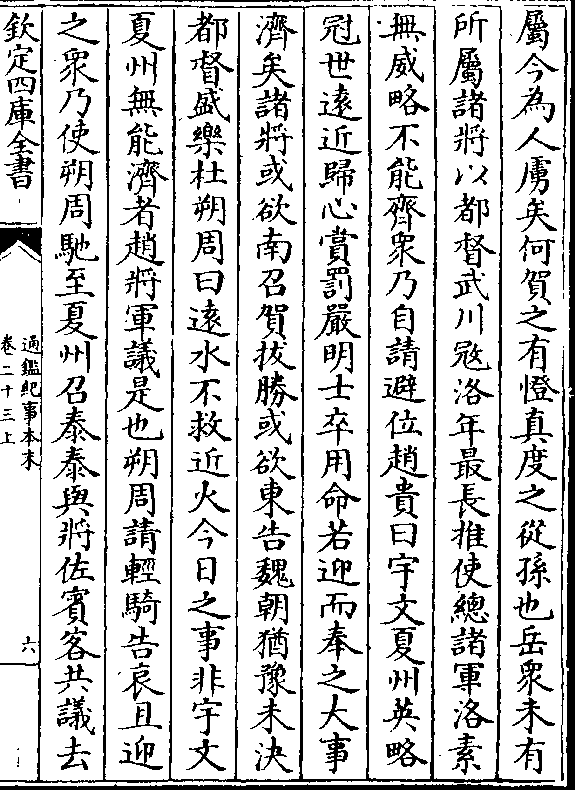 屬今為人虜矣何賀之有愷真度之從孫也岳衆未有
所屬諸將以都督武川冦洛年最長推使總諸軍洛素
無威略不能齊衆乃自請避位趙貴曰宇文夏州英略
冠世遠近歸心賞罰嚴明士卒用命若迎而奉之大事
濟矣諸將或欲南召賀拔勝或欲東告魏朝猶豫未決
都督盛樂杜朔周曰遠水不救近火今日之事非宇文
夏州無能濟者趙將軍議是也朔周請輕騎告哀且迎
之衆乃使朔周馳至夏州召泰泰與將佐賓客共議去
欽定四庫全書
通鑑紀事本末
卷二十三上
六